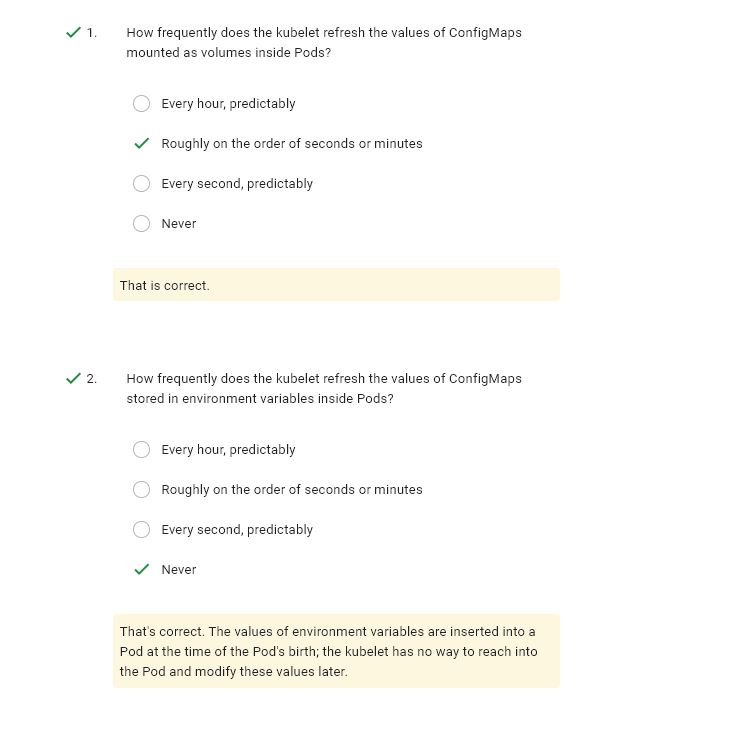 1. How frequently does the kubelet refresh the values of ConfigMaps
mounted as volumes inside Pods?
Every hour, predictably
Roughly on the order of seconds or minutes
Every second, predictably
Never
That is correct.
2. How frequently does the kubelet refresh the values of ConfigMaps
stored in environment variables inside Pods?
Every hour, predictably
Roughly on the order of seconds or minutes
Every second, predictably
Never
That's correct. The values of environment variables are inserted into a
Pod at the time of the Pod's birth; the kubelet has no way to reach into
the Pod and modify these values later.